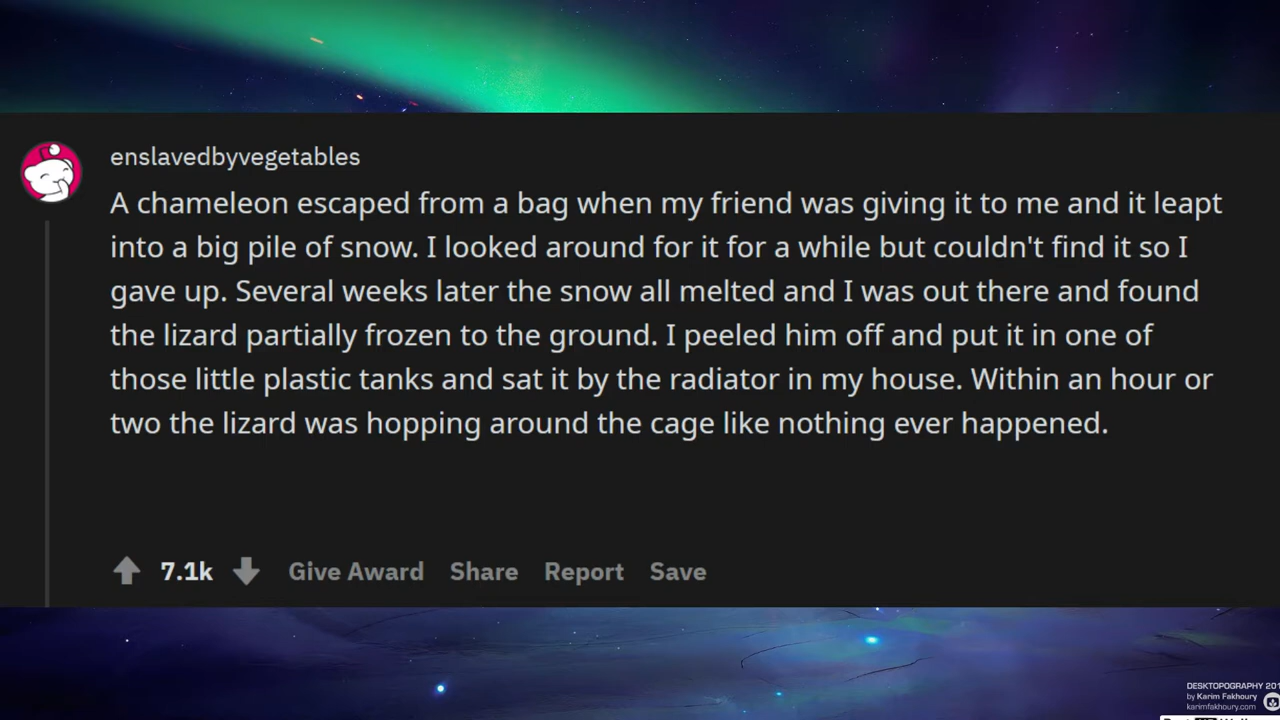 enslavedbyvegetables
A chameleon escaped from a bag when my friend was giving it to me and it leapt
into a big pile of snow. I looked around for it for a while but couldn't find it so I
gave up. Several weeks later the snow all melted and I was out there and found
the lizard partially frozen to the ground. I peeled him off and put it in one of
those little plastic tanks and sat it by the radiator in my house. Within an hour or
two the lizard was hopping around the cage like nothing ever happened.
7.1k Give Award Share Report Save
DESKTOPOGRAPHY 201
by Karim Fakhoury
karimfakhoury.com